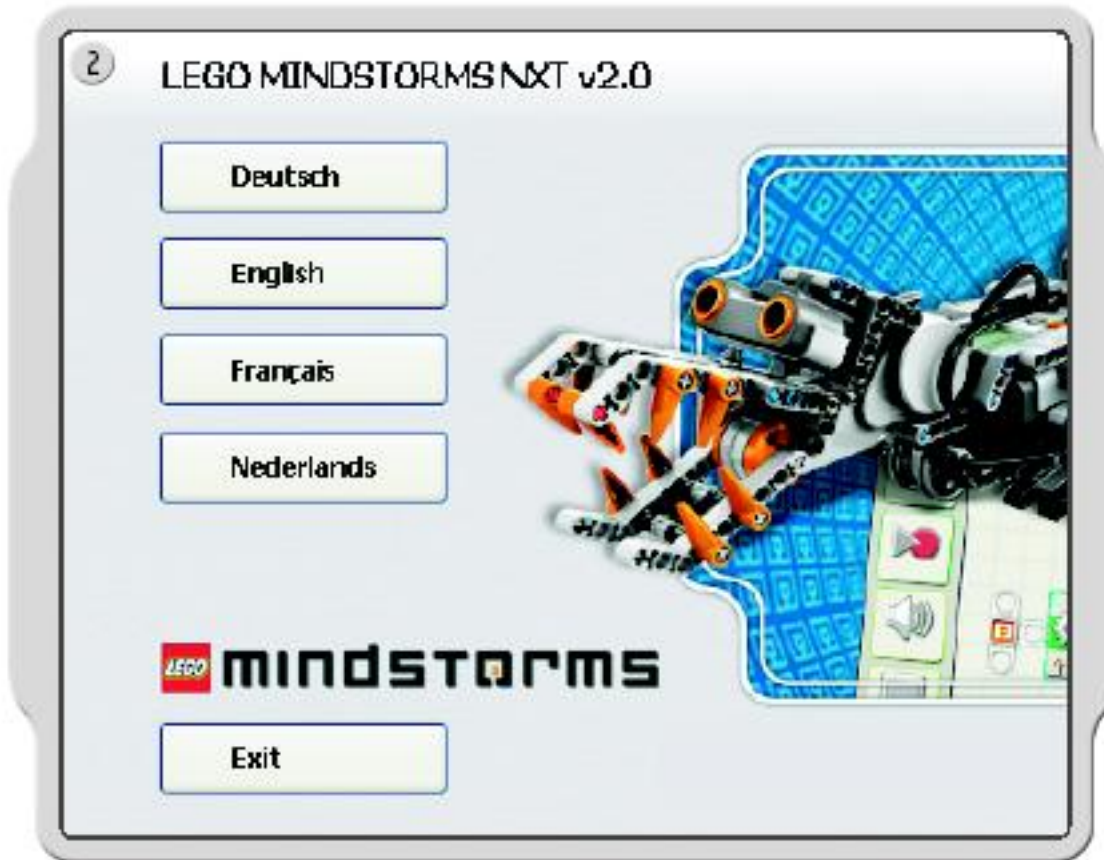 2
LEGO MINDSTORMS NXT v2.0
Deutsch
English
Français
Nederlands
LEGO mindstorms
Exit